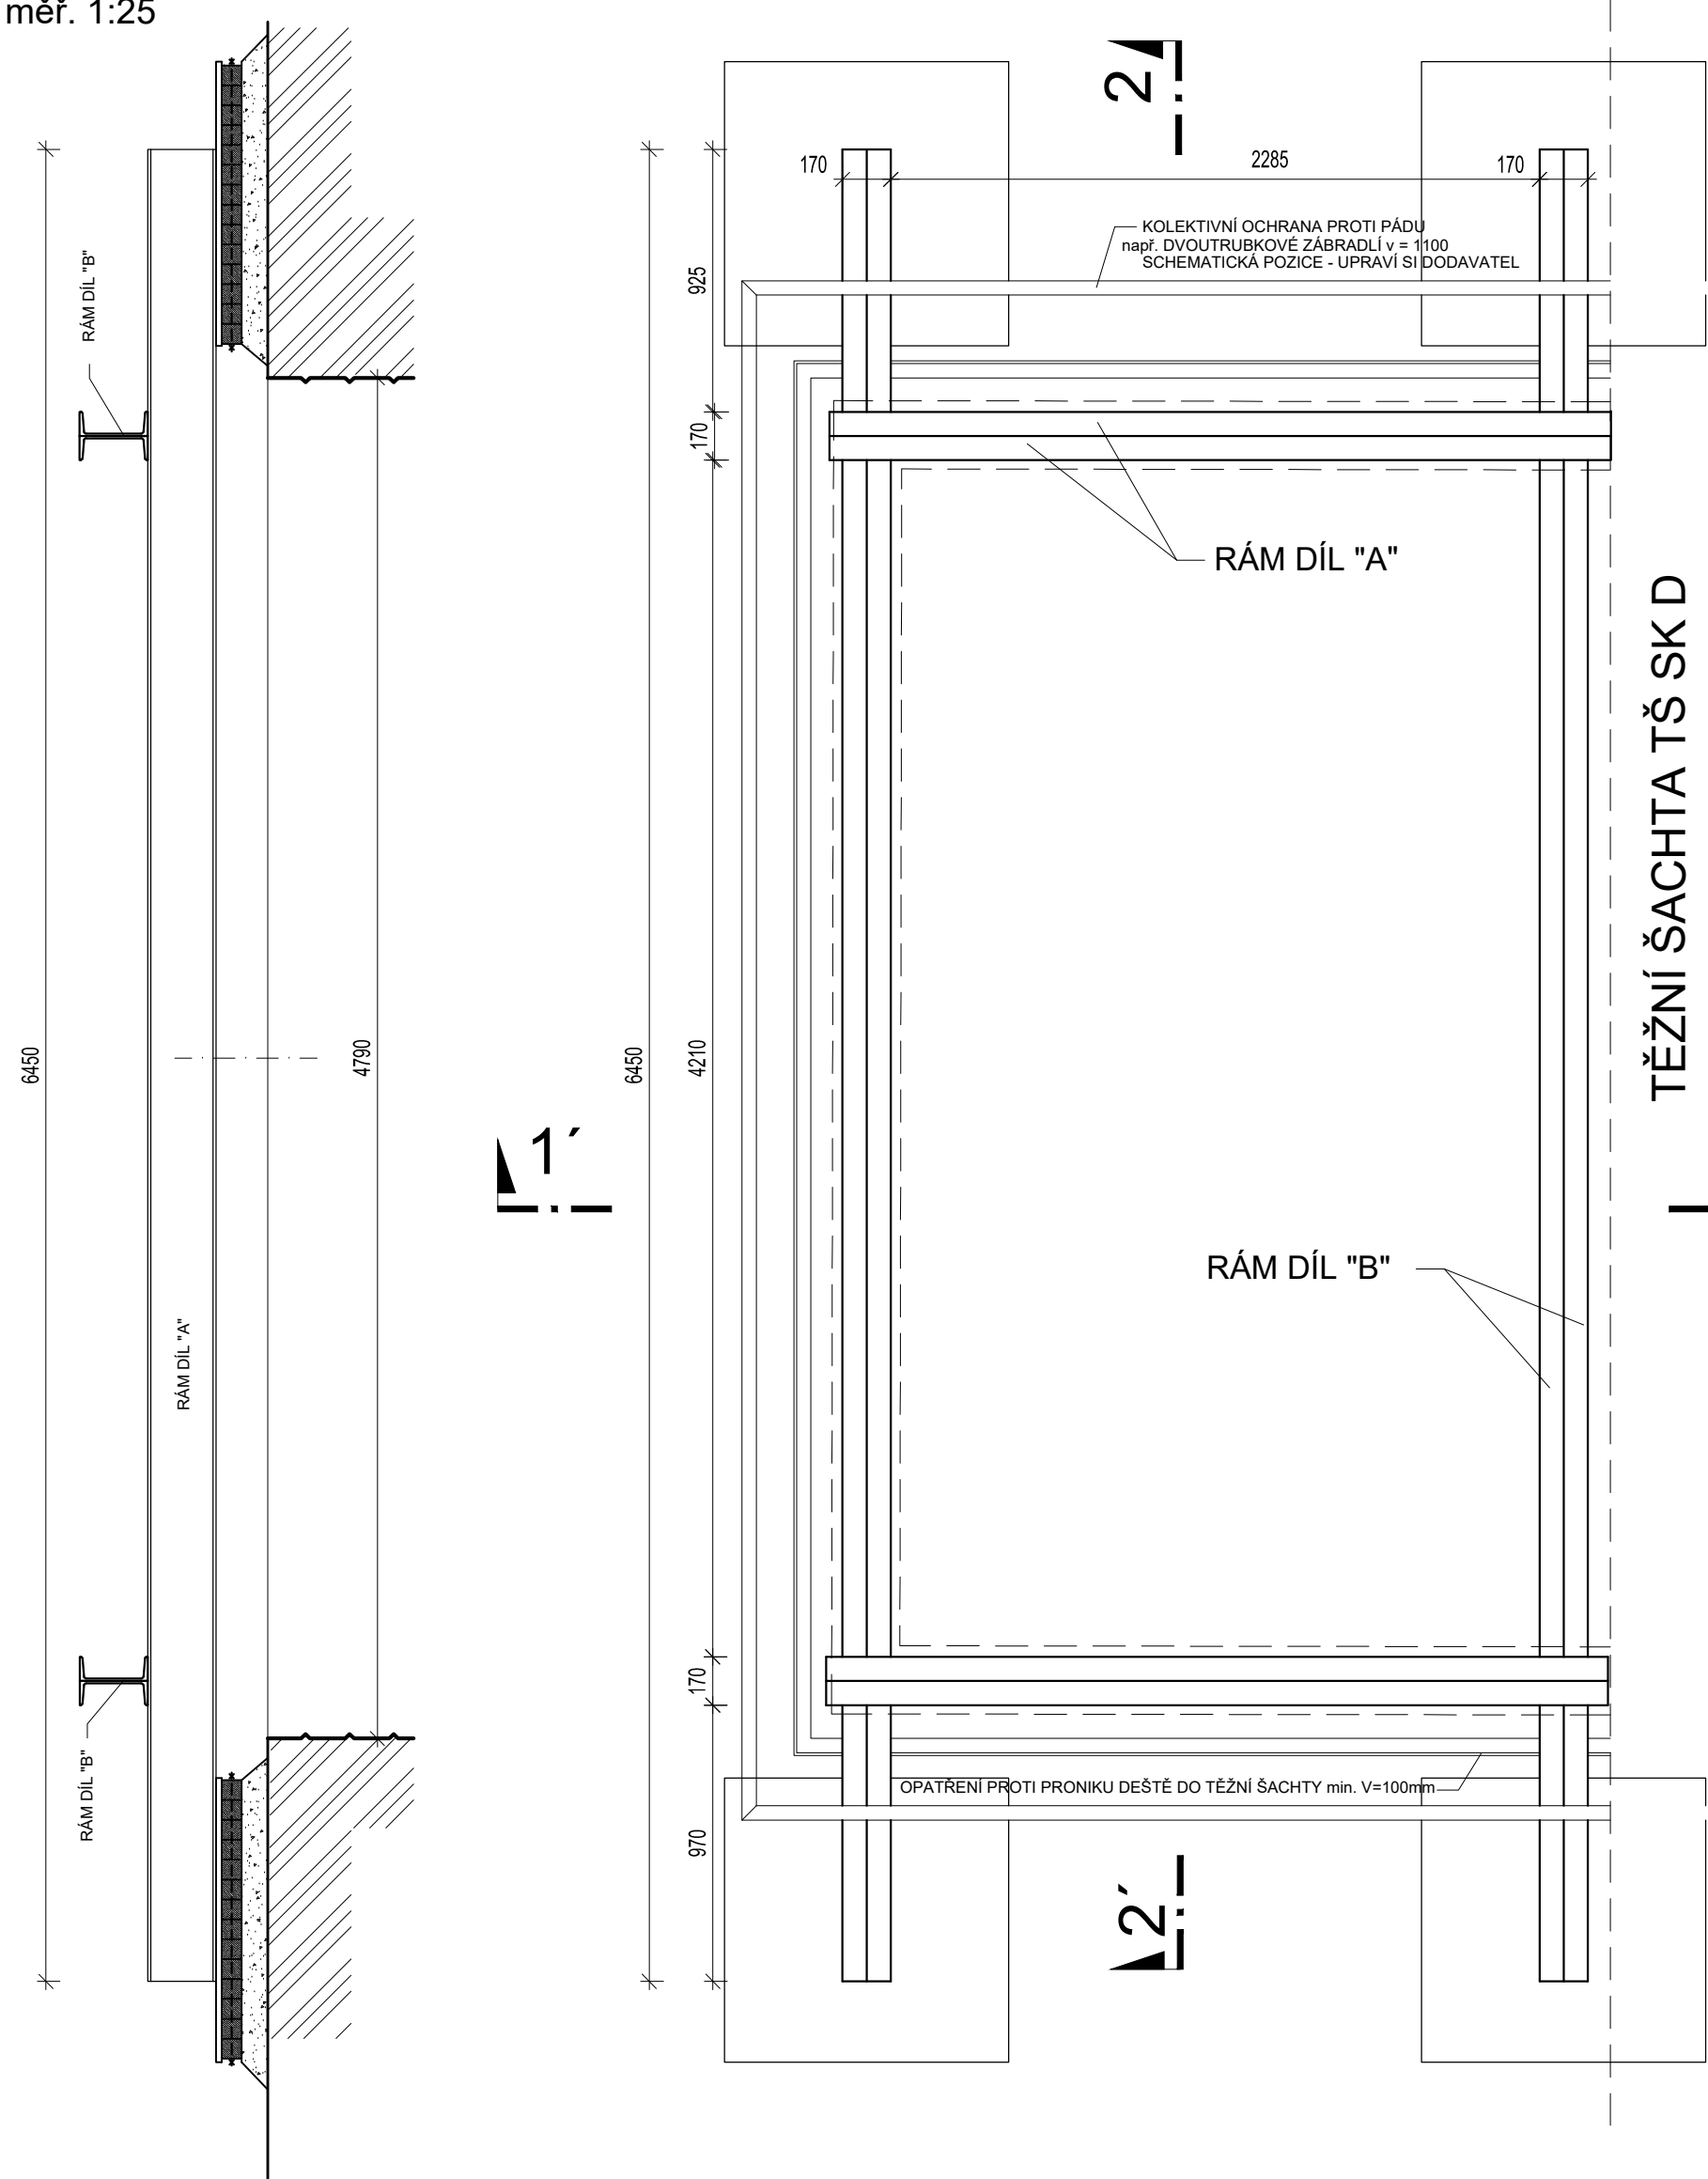 měř. 1:25
2
170
2285
170
KOLEKTIVNÍ OCHRANA PROTI PÁDU
např. DVOUTRUBKOVÉ ZÁBRADLÍ v = 1100
SCHEMATICKÁ POZICE - UPRAVÍ SI DODAVATEL
RÁM DÍL "B"
925
170
RÁM DÍL "A"
TĚŽNÍ ŠACHTA TŠ SK D
6450
4790
6450
4210
1´
RÁM DÍL "B"
RÁM DÍL "A"
170
RÁM DÍL "B"
OPATŘENÍ PROTI PRONIKU DEŠTĚ DO TĚŽNÍ ŠACHTY min. V=100mm
970
2´